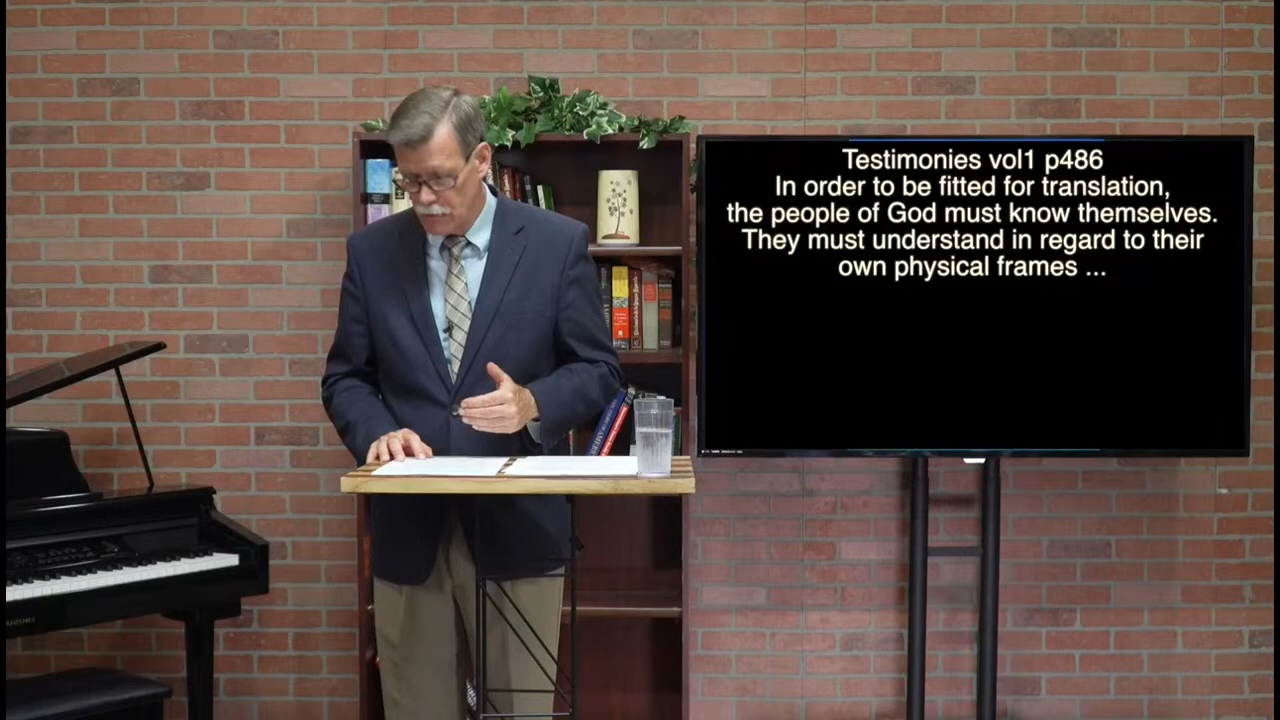 Testimonies vol1 p486
In order to be fitted for translation,
the people of God must know themselves.
They must understand in regard to their
own physical frames ...